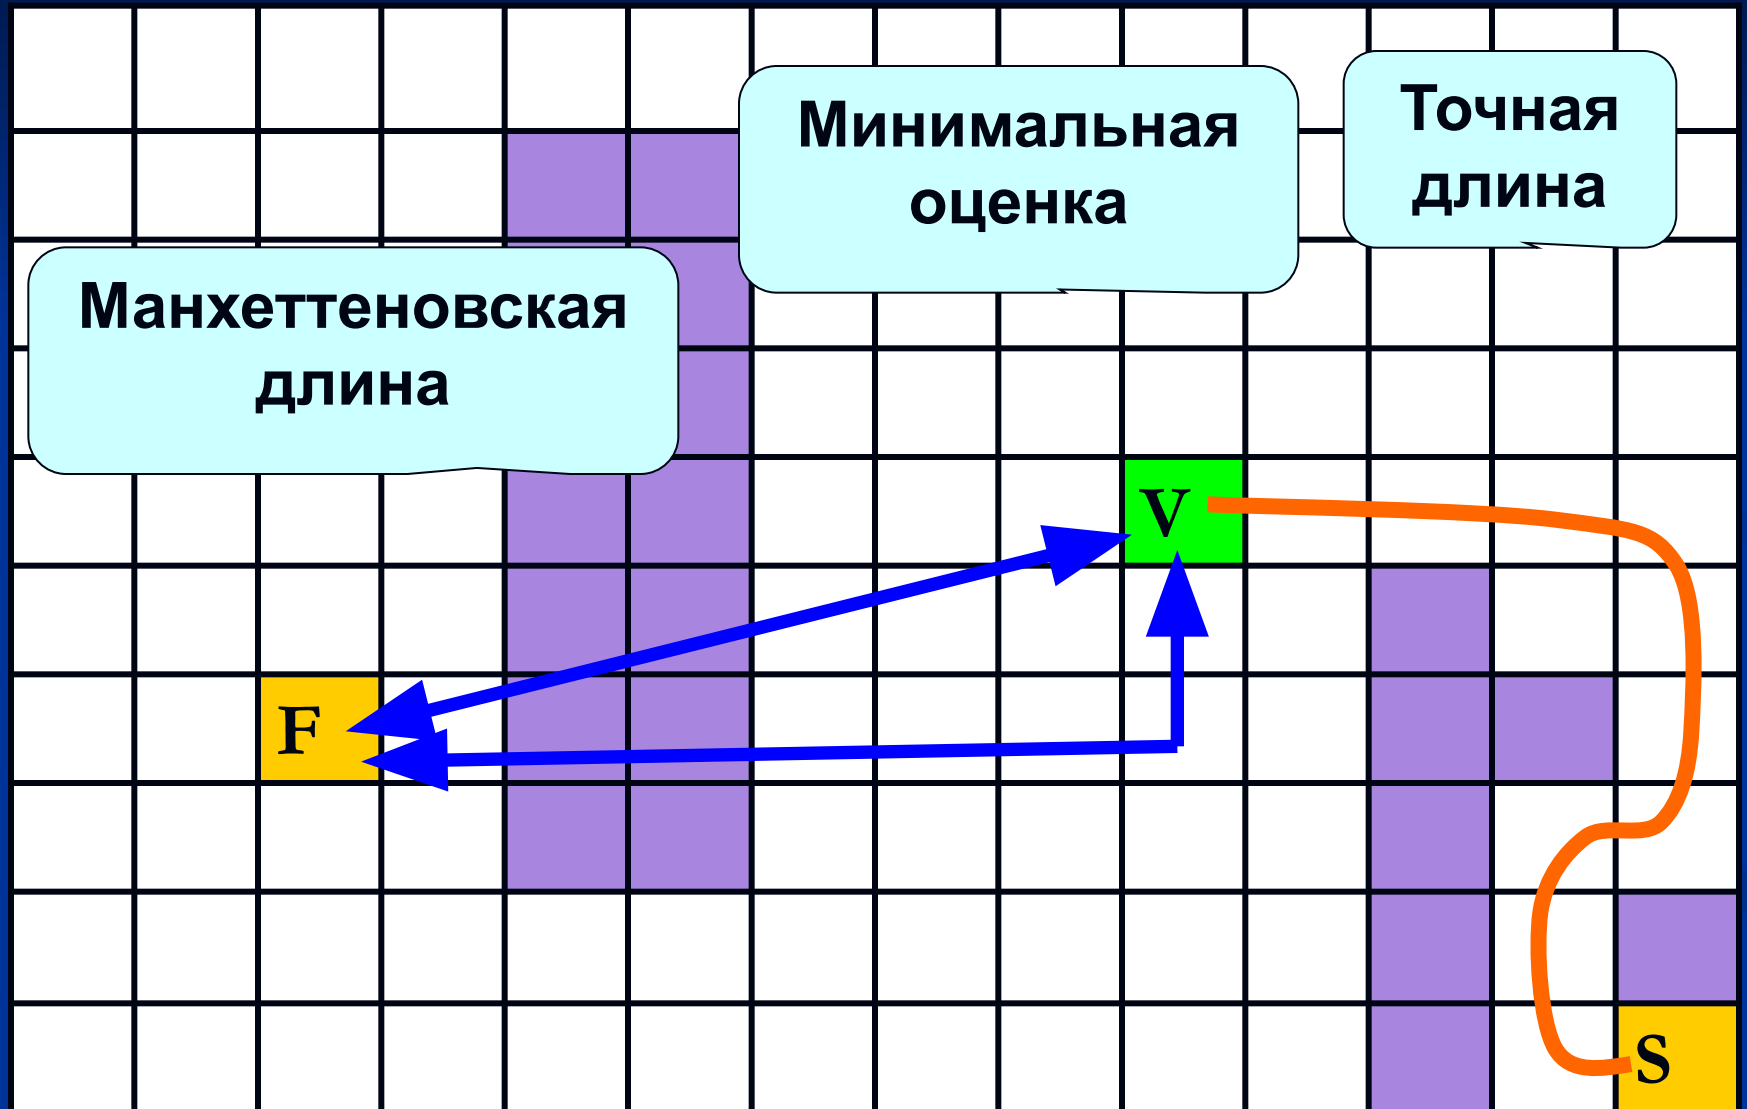 Минимальная
оценка
Точная
длина
Манхеттеновская
длина
V
F
S